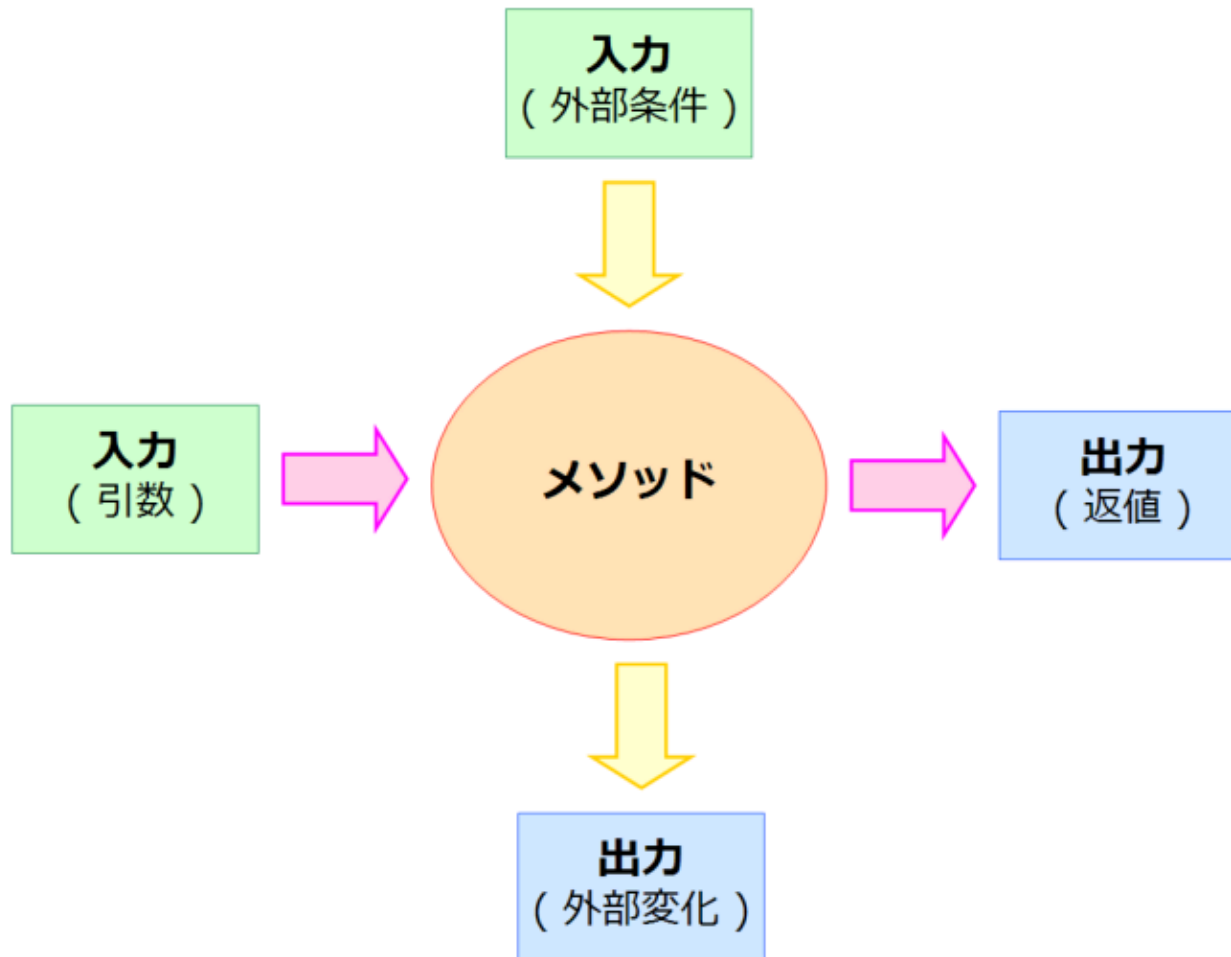 入力
( 外部条件 )
入力
( 引数 )
メソッド
出力
( 返値 )
出力
( 外部変化 )